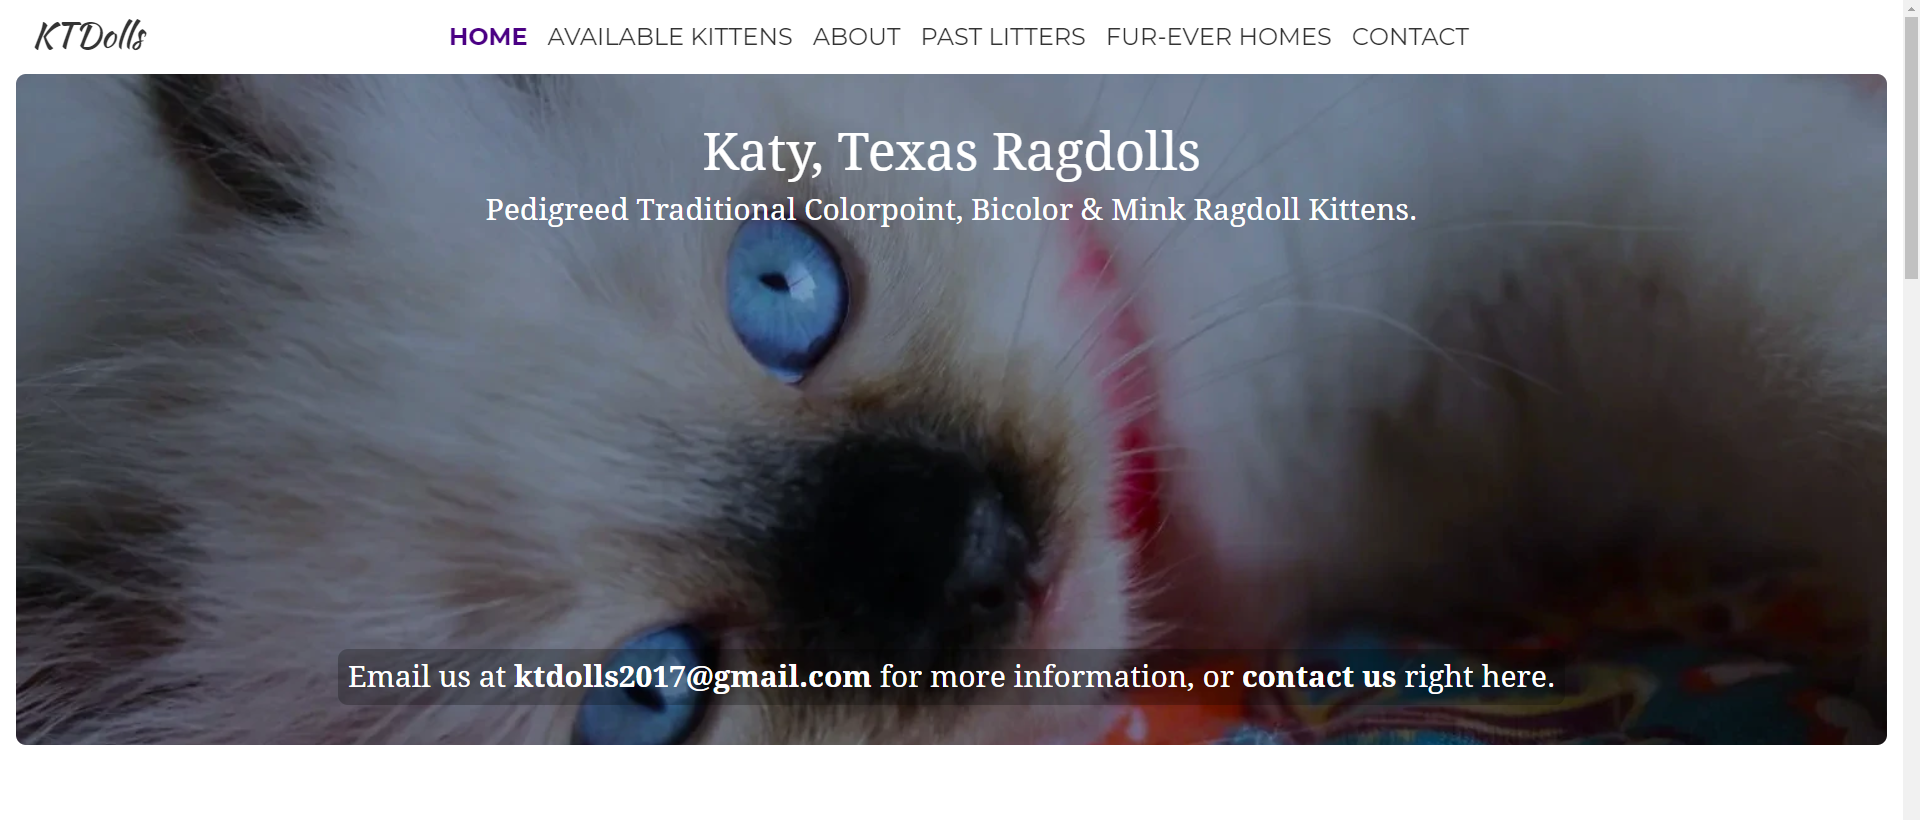 KTDolls
HOME AVAILABLE KITTENS ABOUT PAST LITTERS FUR-EVER HOMES CONTACT
Katy, Texas Ragdolls
Pedigreed Traditional Colorpoint, Bicolor & Mink Ragdoll Kittens.
Email us at ktdolls2017@gmail.com for more information, or contact us right here.